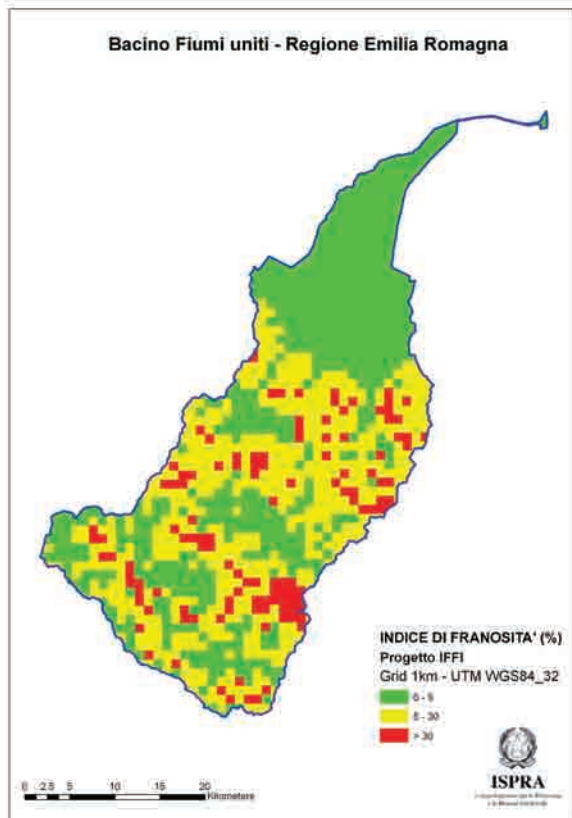 Bacino Fiumi uniti - Regione Emilia Romagna
INDICE DI FRANOSITA' (%)
Progetto IFFI
Grid 1km - UTM WGS84_32
0 - 5
5 - 30
> 30
0 2.5 5 10 15 20
Kilometers
ISPRA